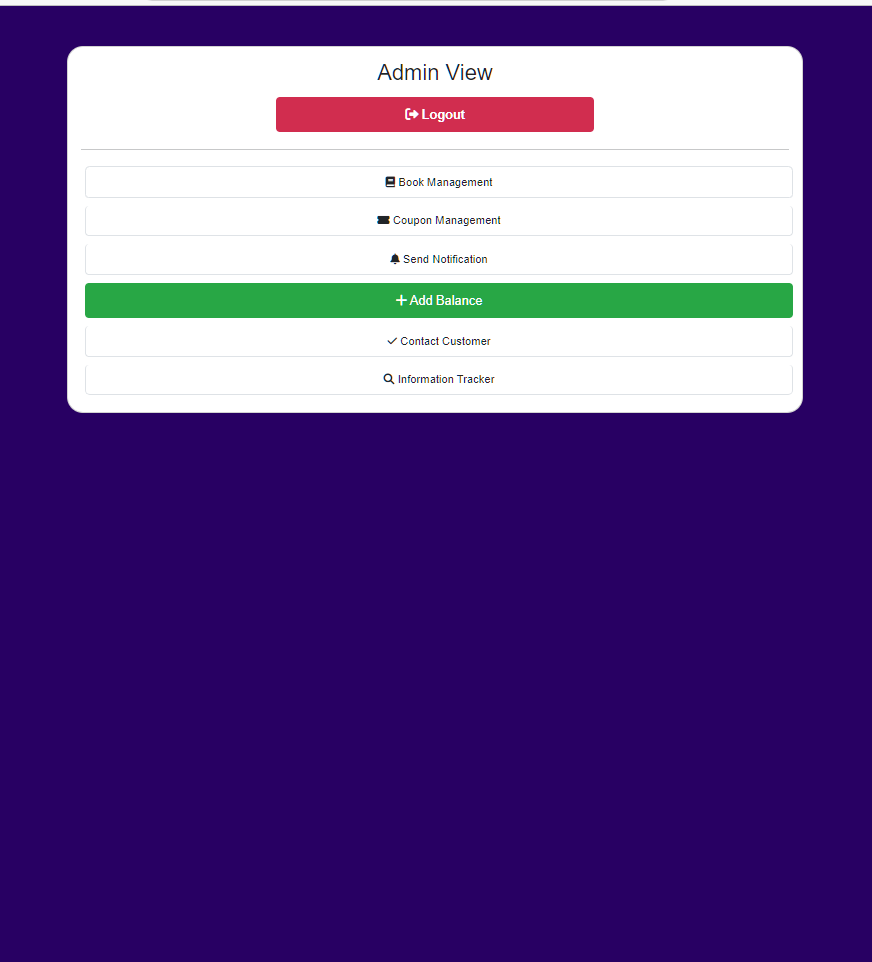 Admin View
Logout
Book Management
Coupon Management
Send Notification
Add Balance
Contact Customer
Information Tracker